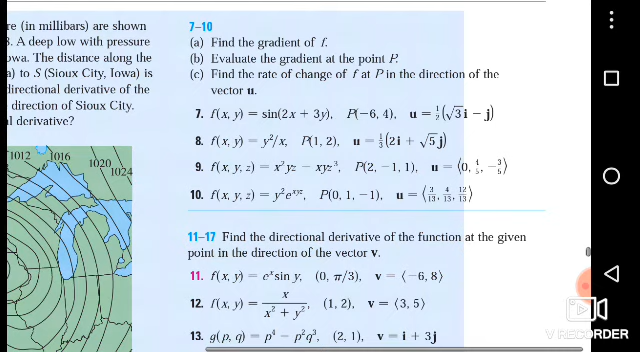 re (in millibars) are shown
3. A deep low with pressure
owa. The distance along the
a) to S (Sioux City, Iowa) is
directional derivative of the
direction of Sioux City.
al derivative?
1012 1016 1020 1024
7–10
(a) Find the gradient of f.
(b) Evaluate the gradient at the point P.
(c) Find the rate of change of f at P in the direction of the
vector u.
7. f(x, y) = sin(2x + 3y), P(−6, 4), u = ½(√3i − j)
8. f(x, y) = y²/x, P(1, 2), u = ⅓(2i + √5j)
9. f(x, y, z) = x²yz − xyz³, P(2, −1, 1), u = ⟨0, 4/5, −3/5⟩
10. f(x, y, z) = y²e^xyz, P(0, 1, −1), u = ⟨3/13, 4/13, 12/13⟩
11–17 Find the directional derivative of the function at the given
point in the direction of the vector v.
11. f(x, y) = eˣ sin y, (0, π/3), v = ⟨−6, 8⟩
12. f(x, y) = x/(x² + y²), (1, 2), v = ⟨3, 5⟩
13. g(p, q) = p⁴ − p²q³, (2, 1), v = i + 3j
V RECORDER